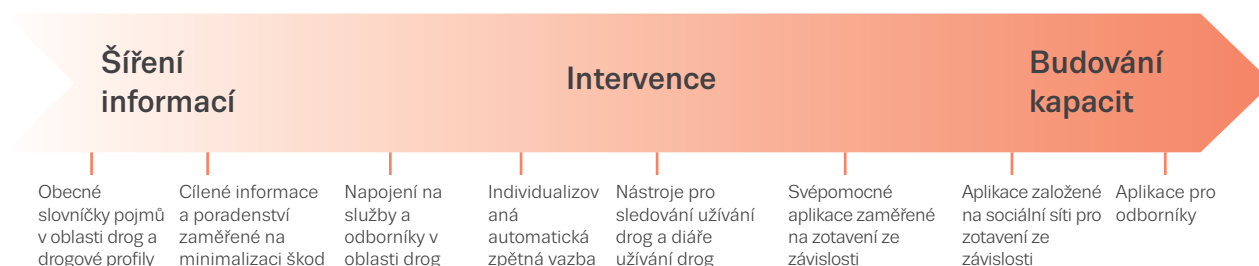 Šíření
informací
Intervence
Budování
kapacit
Obecné
slovníčky pojmů
v oblasti drog a
drogové profily
Cílené informace
a poradenství
zaměřené na
minimalizaci škod
Napojení na
služby a
odborníky v
oblasti drog
Individualizov
aná
automatická
zpětná vazba
Nástroje pro
sledování užívání
drog a diáře
užívání drog
Svépomocné
aplikace zaměřené
na zotavení ze
závislosti
Aplikace založené
na sociální síti pro
zotavení ze
závislosti
Aplikace pro
odborníky